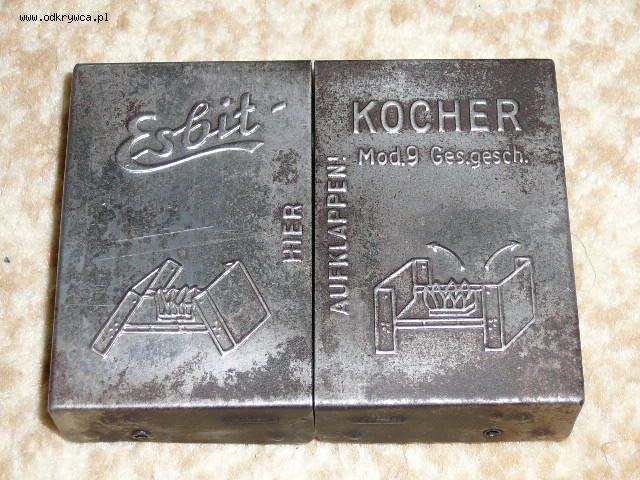 www.odkrywca.pl
Esbit-
KOCHER
Mod.9 Ges.gesch.
HIER
AUFKLAPPEN!